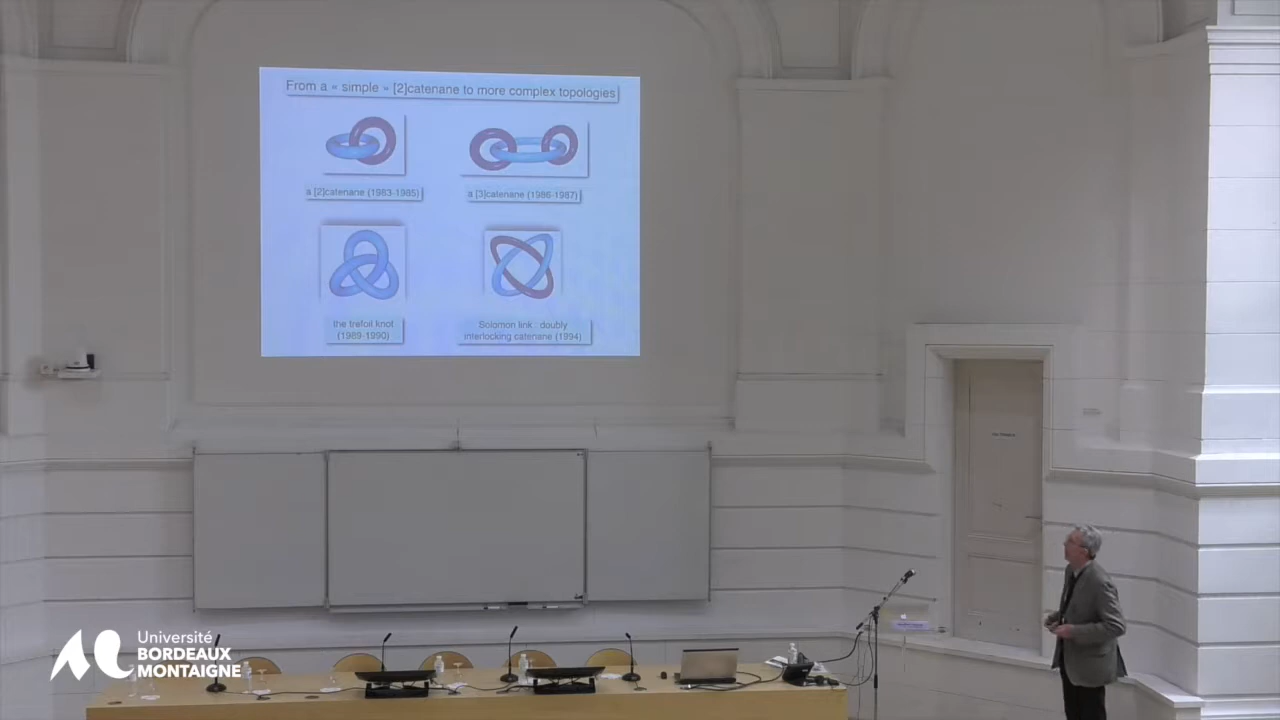 From a « simple » [2]catenane to more complex topologies
a [2]catenane (1983-1985)
a [3]catenane (1986-1987)
the trefoil knot
(1989-1990)
Solomon link : doubly
interlocking catenane (1994)
Université
BORDEAUX
MONTAIGNE